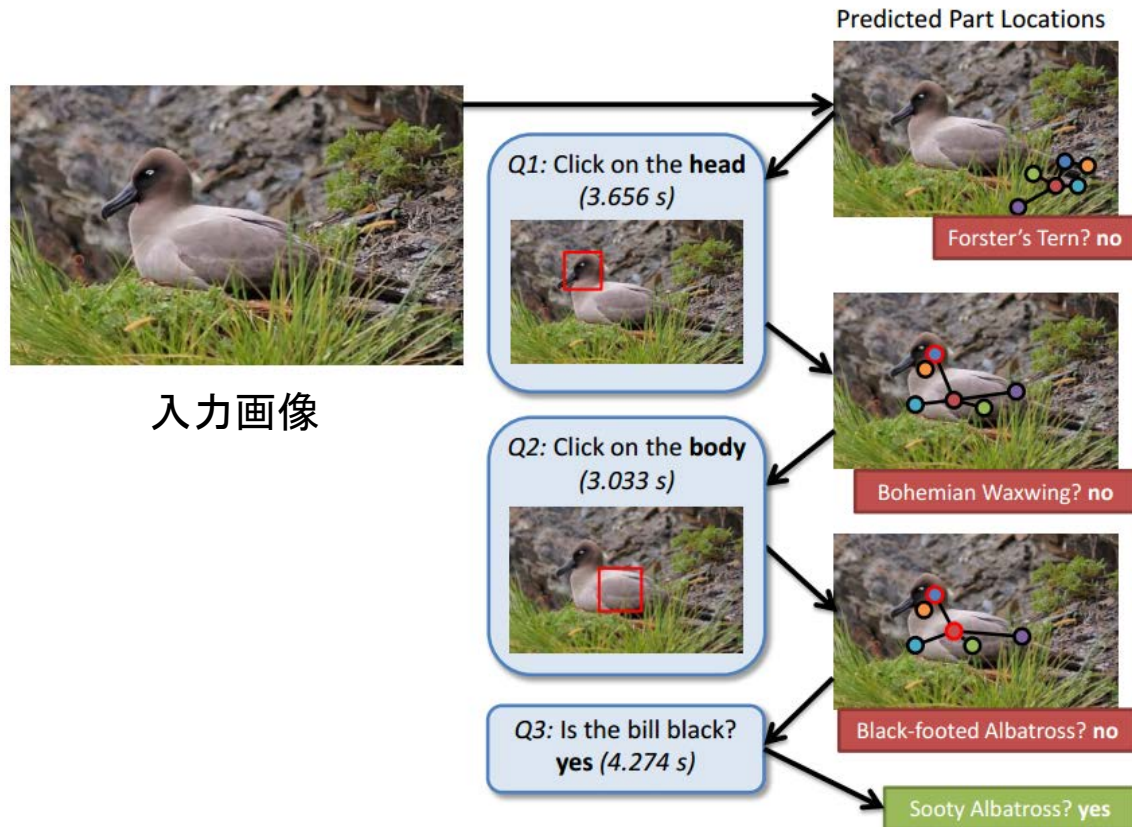 Predicted Part Locations
入力画像
Q1: Click on the head
(3.656 s)
Forster's Tern? no
Q2: Click on the body
(3.033 s)
Bohemian Waxwing? no
Q3: Is the bill black?
yes (4.274 s)
Black-footed Albatross? no
Sooty Albatross? yes